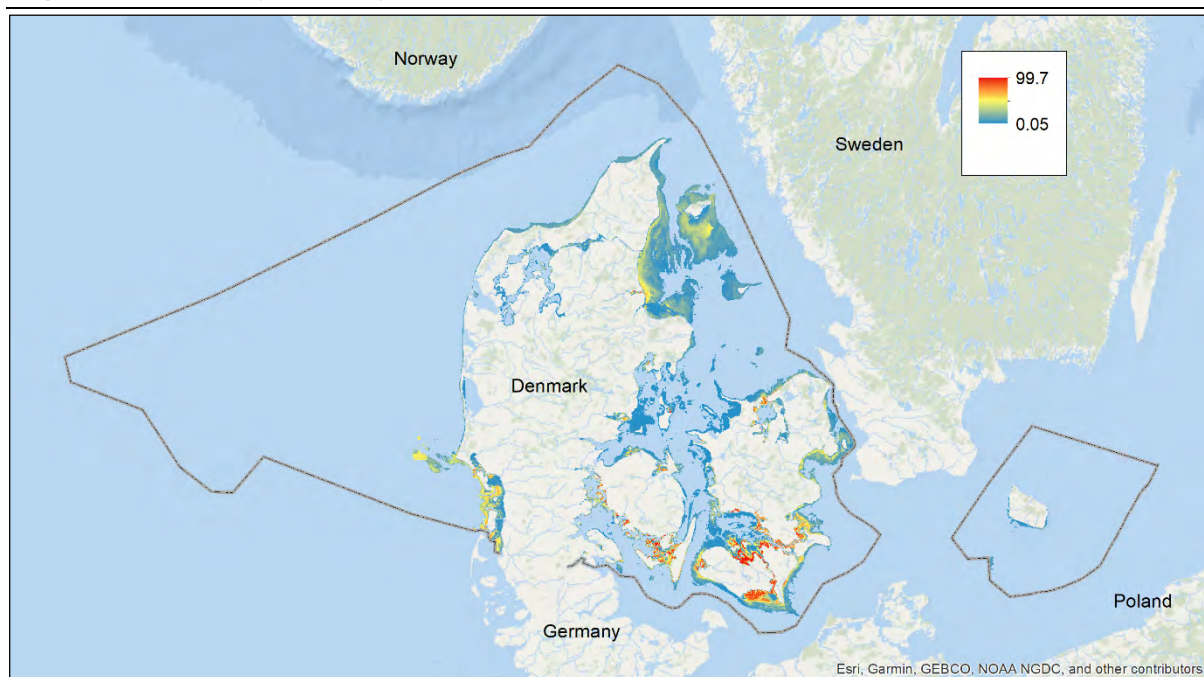 Norway
99.7
0.05
Sweden
Denmark
Poland
Germany
Esri, Garmin, GEBCO, NOAA NGDC, and other contributors